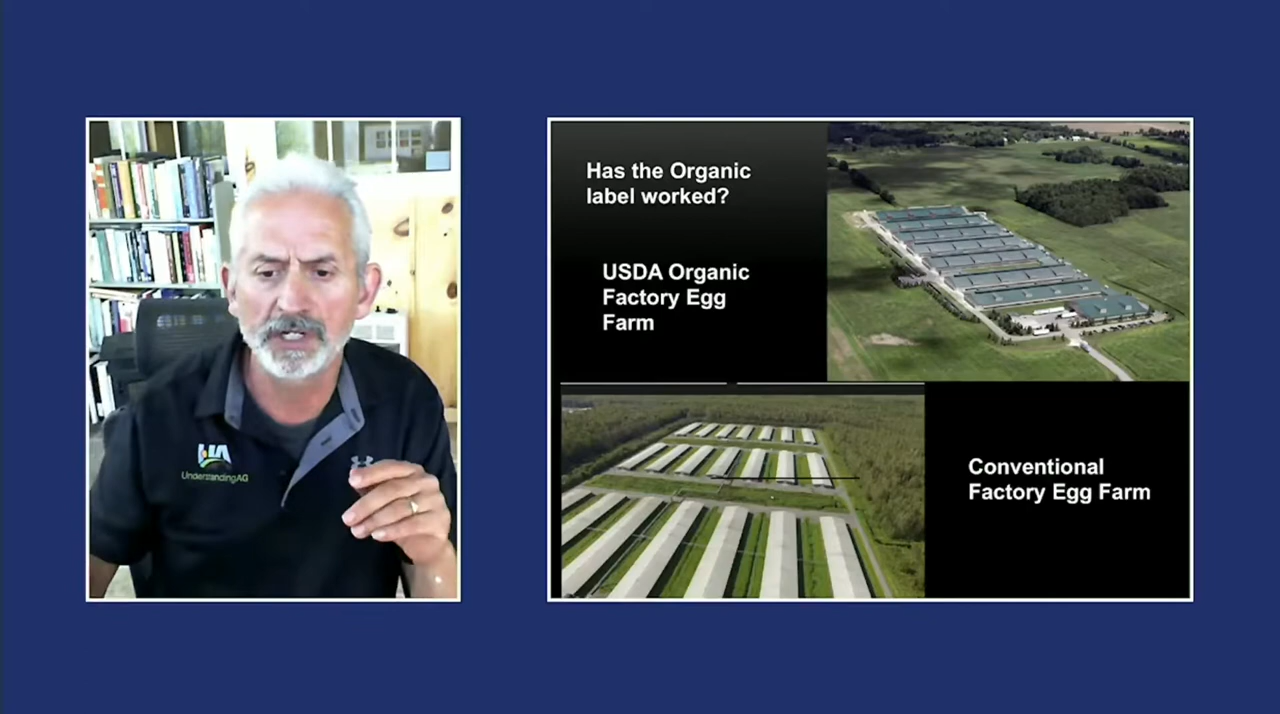 UnderstandingAG
Has the Organic
label worked?
USDA Organic
Factory Egg
Farm
Conventional
Factory Egg Farm